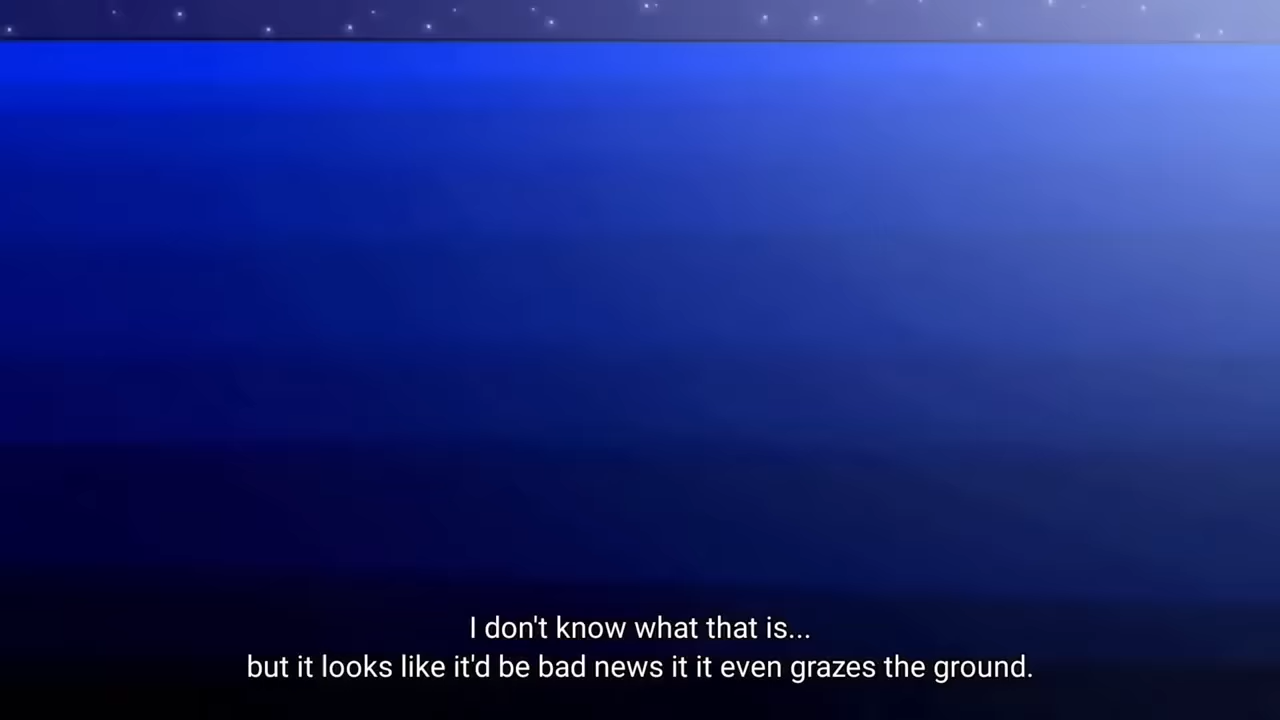 I don't know what that is...
but it looks like it'd be bad news it it even grazes the ground.